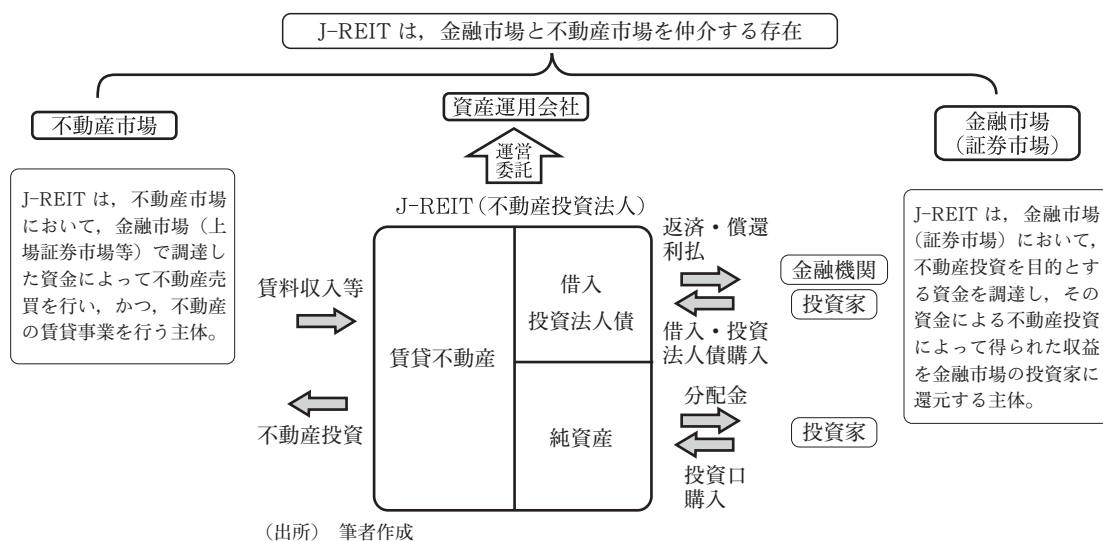 J-REIT は，金融市場と不動産市場を仲介する存在
不動産市場
資産運用会社
金融市場
（証券市場）
運営
委託
J-REIT は，不動産市場
において，金融市場（上
場証券市場等）で調達し
た資金によって不動産売
買を行い，かつ，不動産
の賃貸事業を行う主体。
J-REIT（不動産投資法人）
賃料収入等
不動産投資
賃貸不動産
借入
投資法人債
純資産
返済・償還
利払
借入・投資
法人債購入
分配金
投資口
購入
金融機関
投資家
投資家
J-REIT は，金融市場
（証券市場）において，
不動産投資を目的とす
る資金を調達し，その
資金による不動産投資
によって得られた収益
を金融市場の投資家に
還元する主体。
（出所）　筆者作成